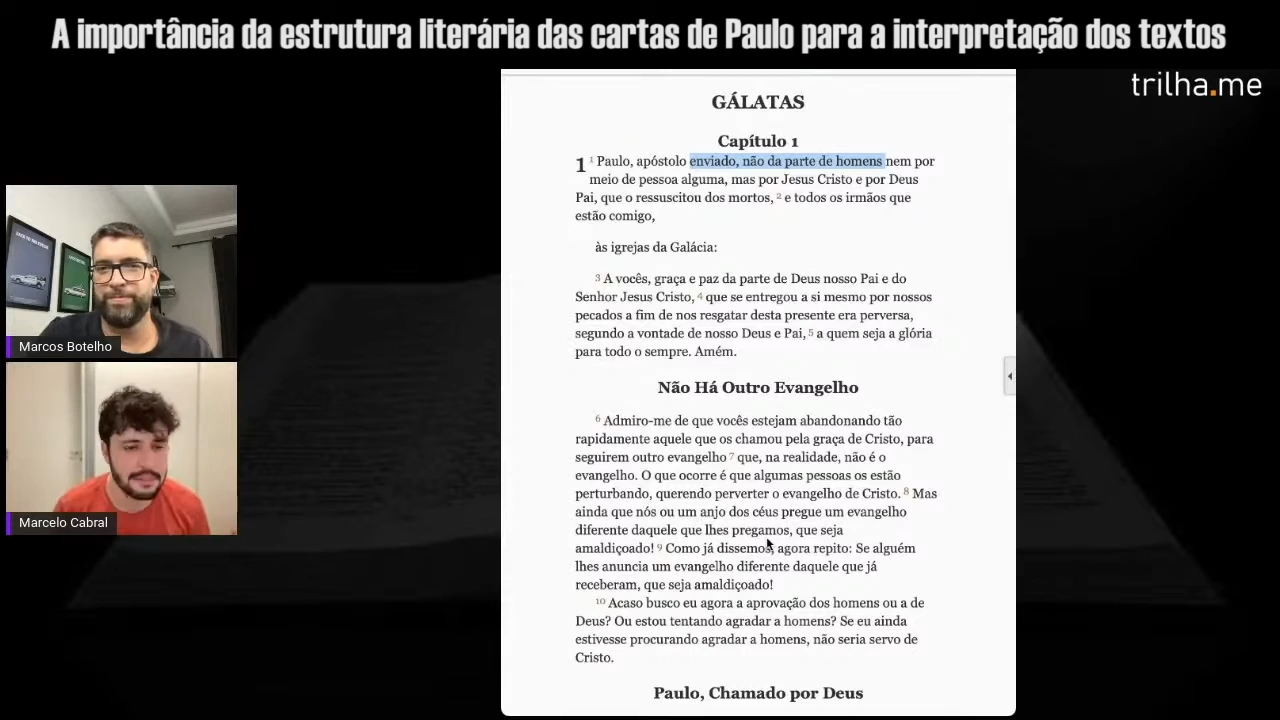 A importância da estrutura literária das cartas de Paulo para a interpretação dos textos
trilha.me
GÁLATAS
Capítulo 1
1 ¹ Paulo, apóstolo enviado, não da parte de homens nem por
meio de pessoa alguma, mas por Jesus Cristo e por Deus
Pai, que o ressuscitou dos mortos, ² e todos os irmãos que
estão comigo,
às igrejas da Galácia:
³ A vocês, graça e paz da parte de Deus nosso Pai e do
Senhor Jesus Cristo, ⁴ que se entregou a si mesmo por nossos
pecados a fim de nos resgatar desta presente era perversa,
segundo a vontade de nosso Deus e Pai, ⁵ a quem seja a glória
para todo o sempre. Amém.
Não Há Outro Evangelho
⁶ Admiro-me de que vocês estejam abandonando tão
rapidamente aquele que os chamou pela graça de Cristo, para
seguirem outro evangelho ⁷ que, na realidade, não é o
evangelho. O que ocorre é que algumas pessoas os estão
perturbando, querendo perverter o evangelho de Cristo. ⁸ Mas
ainda que nós ou um anjo dos céus pregue um evangelho
diferente daquele que lhes pregamos, que seja
amaldiçoado! ⁹ Como já dissemos, agora repito: Se alguém
lhes anuncia um evangelho diferente daquele que já
receberam, que seja amaldiçoado!
¹⁰ Acaso busco eu agora a aprovação dos homens ou a de
Deus? Ou estou tentando agradar a homens? Se eu ainda
estivesse procurando agradar a homens, não seria servo de
Cristo.
Paulo, Chamado por Deus
Marcos Botelho
Marcelo Cabral